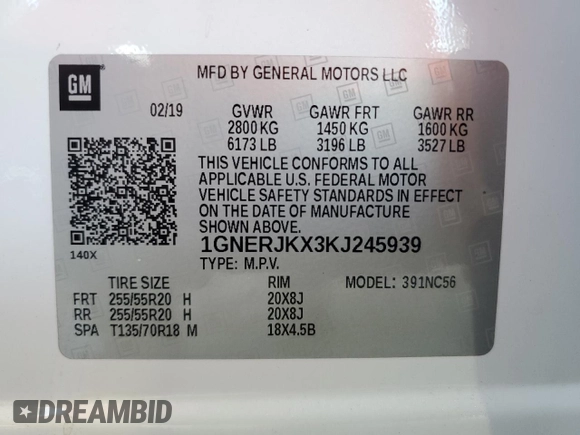 GM
MFD BY GENERAL MOTORS LLC
02/19 GVWR GAWR FRT GAWR RR
2800 KG 1450 KG 1600 KG
6173 LB 3196 LB 3527 LB
THIS VEHICLE CONFORMS TO ALL
APPLICABLE U.S. FEDERAL MOTOR
VEHICLE SAFETY STANDARDS IN EFFECT
ON THE DATE OF MANUFACTURE
SHOWN ABOVE.
140X 1GNERJKX3KJ245939
TYPE: M.P.V.
TIRE SIZE RIM MODEL: 391NC56
FRT 255/55R20 H 20X8J
RR 255/55R20 H 20X8J
SPA T135/70R18 M 18X4.5B
DREAMBID